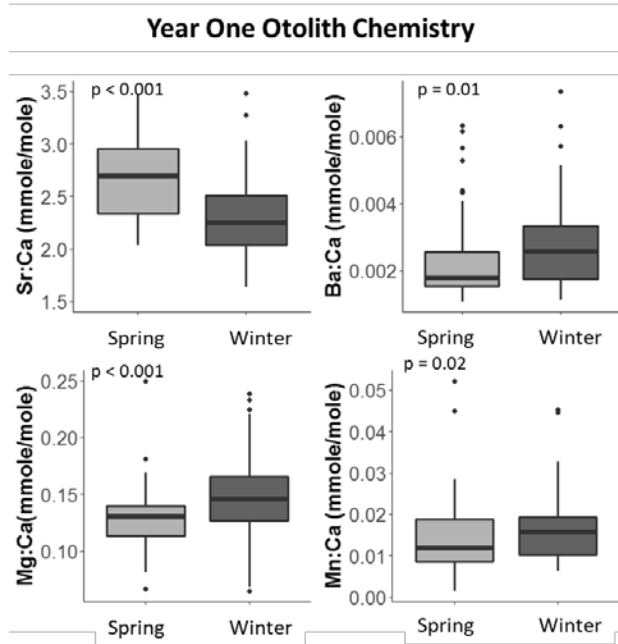 Year One Otolith Chemistry
p < 0.001
Sr:Ca (mmole/mole)
3.5
3.0
2.5
2.0
1.5
Spring Winter
p = 0.01
Ba:Ca (mmole/mole)
0.006
0.004
0.002
Spring Winter
p < 0.001
Mg:Ca(mmole/mole)
0.25
0.20
0.15
0.10
Spring Winter
p = 0.02
Mn:Ca (mmole/mole)
0.05
0.04
0.03
0.02
0.01
0.00
Spring Winter